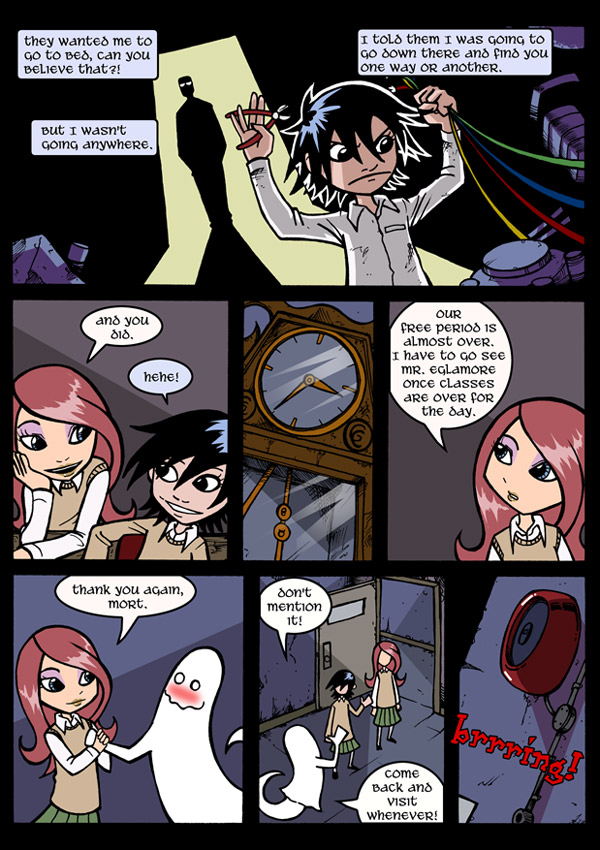 they wanted me to
go to bed, can you
believe that?!
I told them I was going to
go down there and find you
one way or another.
But I wasn't
going anywhere.
and you
did.
hehe!
our
free period is
almost over.
I have to go see
Mr. Eglamore
once classes
are over for
the day.
thank you again,
Mort.
don't
mention
it!
come
back and
visit
whenever!
brrring!